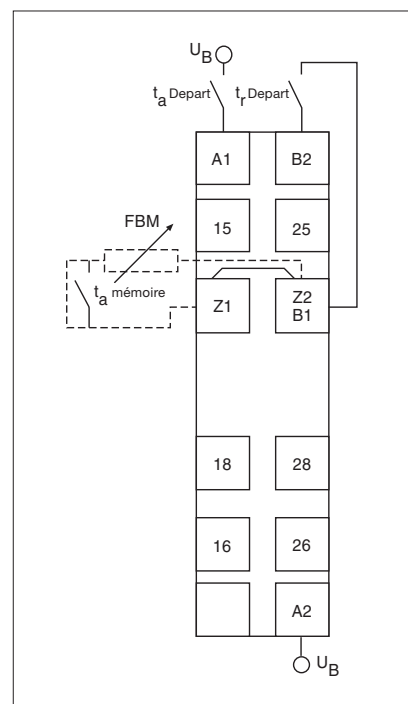 UB
ta Depart
tr Depart
A1
B2
FBM
15
25
ta mémoire
Z1
Z2
B1
18
28
16
26
A2
UB